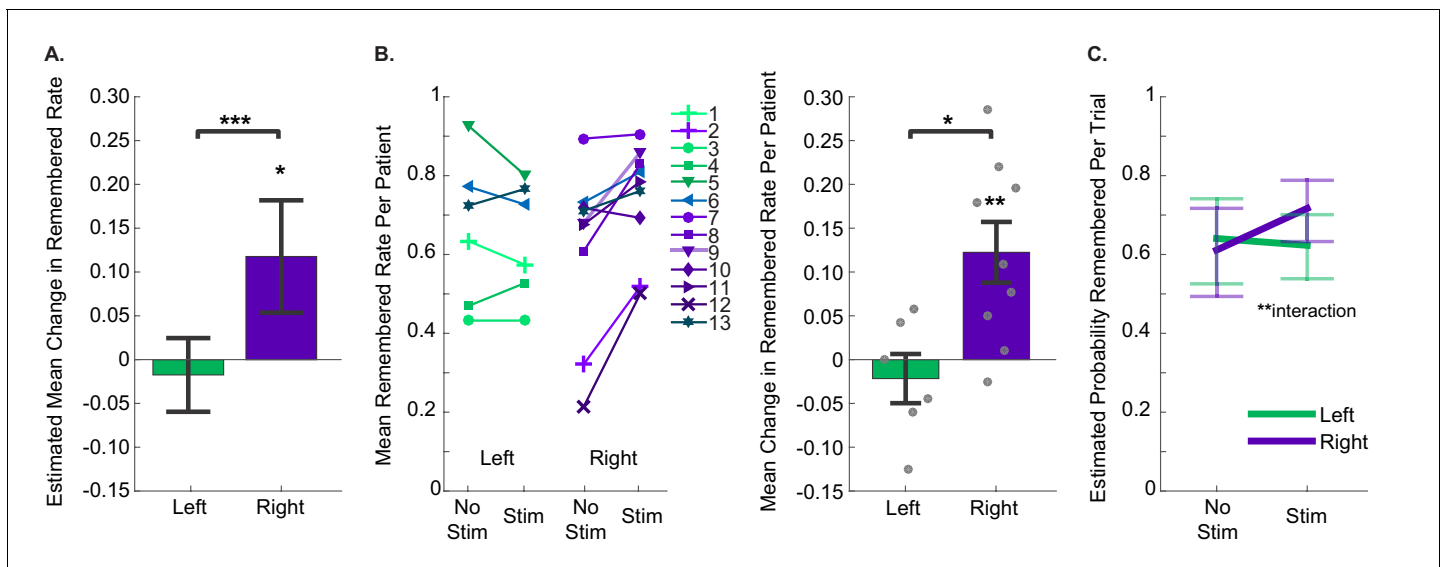 A.
Estimated Mean Change in Remembered Rate
0.30
0.25
0.20
0.15
0.10
0.05
0
-0.05
-0.10
-0.15
***
*
Left
Right
B.
Mean Remembered Rate Per Patient
1
0.8
0.6
0.4
0.2
0
Left
Right
No
Stim
Stim
No
Stim
Stim
1
2
3
4
5
6
7
8
9
10
11
12
13
Mean Change in Remembered Rate Per Patient
0.30
0.25
0.20
0.15
0.10
0.05
0
-0.05
-0.10
-0.15
*
**
Left
Right
C.
Estimated Probability Remembered Per Trial
1
0.8
0.6
0.4
0.2
0
**interaction
Left
Right
No
Stim
Stim